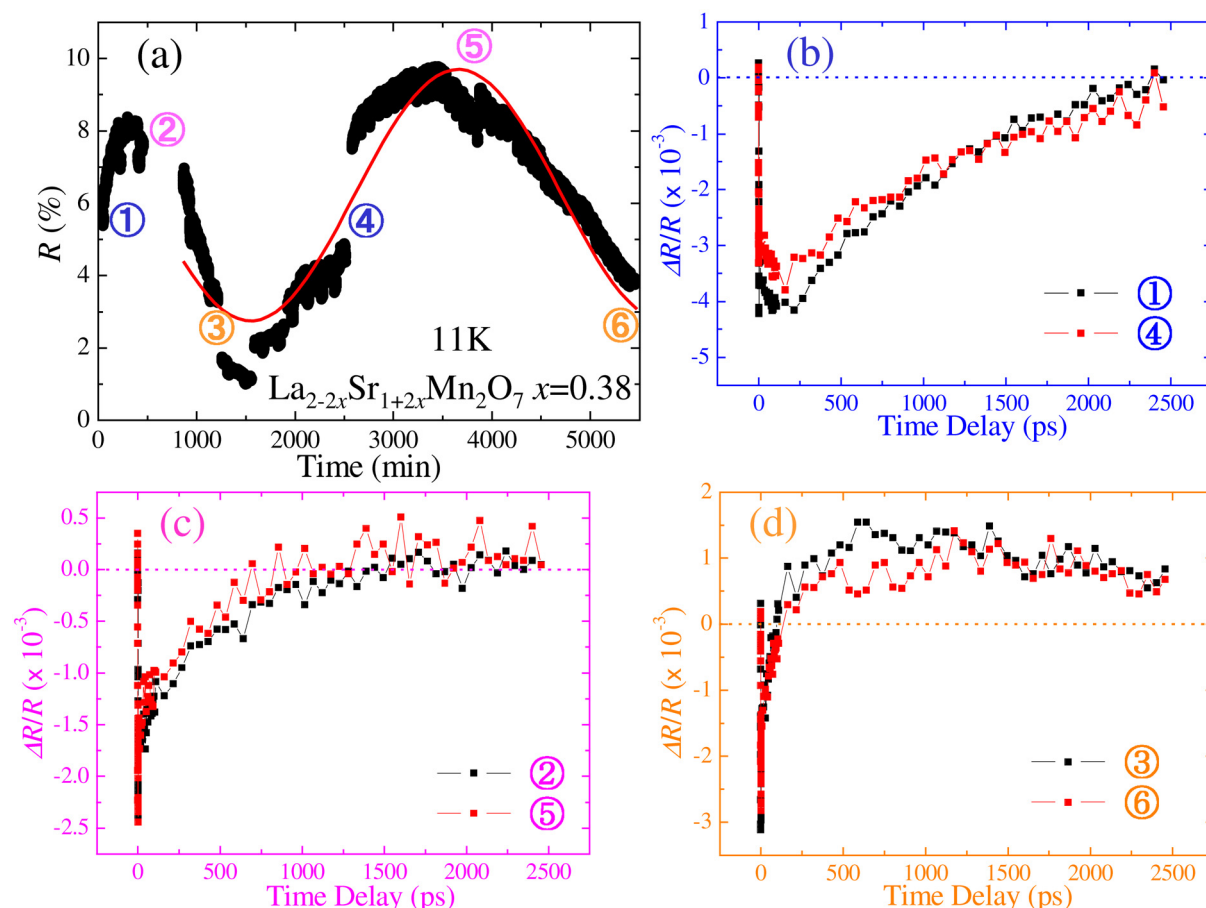 (a)
R (%)
10
8
6
4
2
0
⑤
②
①
④
③
⑥
11K
La2-2xSr1+2xMn2O7 x=0.38
0 1000 2000 3000 4000 5000
Time (min)
(b)
ΔR/R (x 10-3)
1
0
-1
-2
-3
-4
-5
①
④
0 500 1000 1500 2000 2500
Time Delay (ps)
(c)
ΔR/R (x 10-3)
0.5
0.0
-0.5
-1.0
-1.5
-2.0
-2.5
②
⑤
0 500 1000 1500 2000 2500
Time Delay (ps)
(d)
ΔR/R (x 10-3)
2
1
0
-1
-2
-3
③
⑥
0 500 1000 1500 2000 2500
Time Delay (ps)